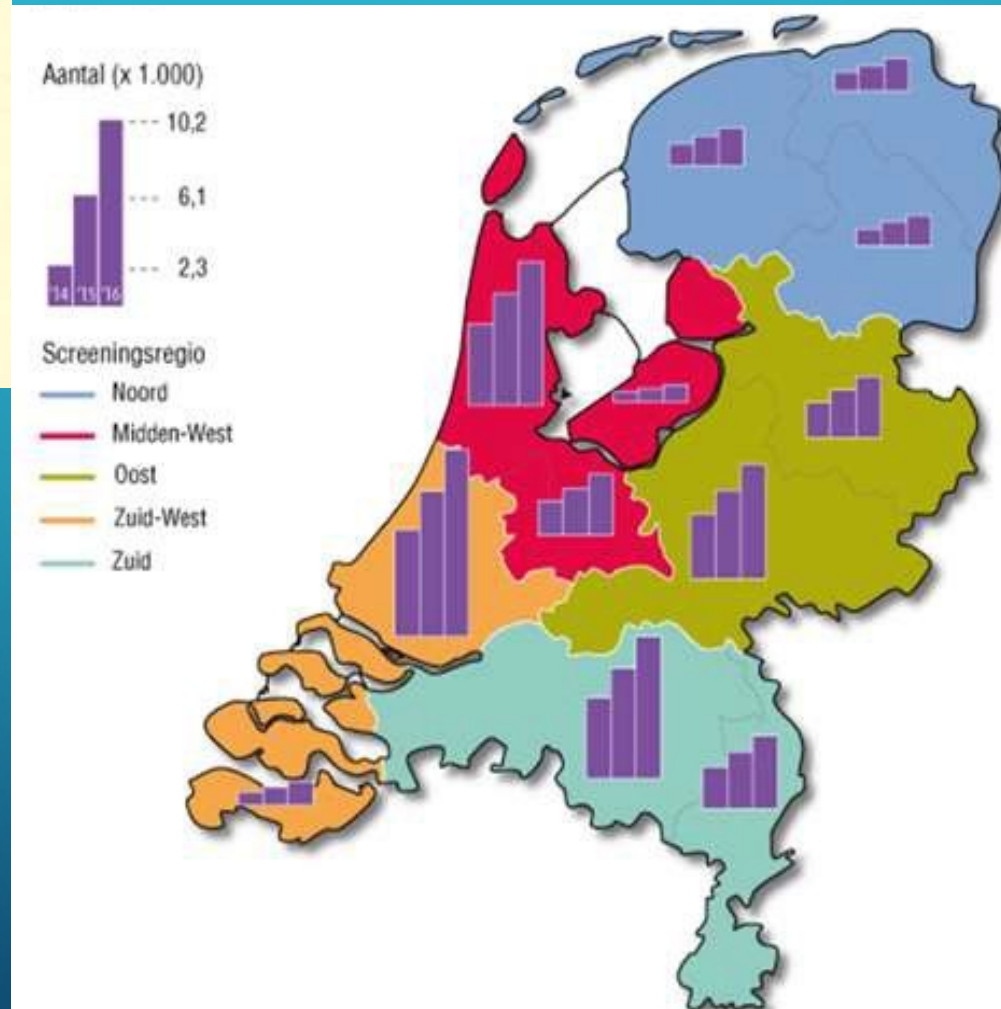 Aantal (x 1.000)
10,2
6,1
2,3
'14 '15 '16
Screeningsregio
Noord
Midden-West
Oost
Zuid-West
Zuid